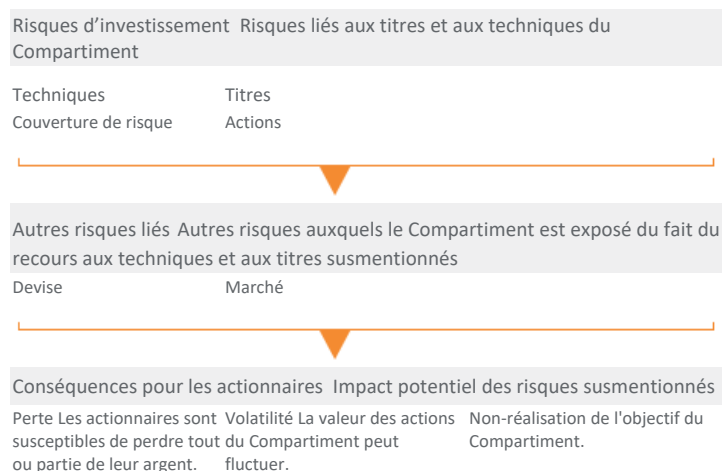 Risques d’investissement Risques liés aux titres et aux techniques du
Compartiment
Techniques Titres
Couverture de risque Actions
Autres risques liés Autres risques auxquels le Compartiment est exposé du fait du
recours aux techniques et aux titres susmentionnés
Devise Marché
Conséquences pour les actionnaires Impact potentiel des risques susmentionnés
Perte Les actionnaires sont
susceptibles de perdre tout
ou partie de leur argent.
Volatilité La valeur des actions
du Compartiment peut
fluctuer.
Non-réalisation de l'objectif du
Compartiment.